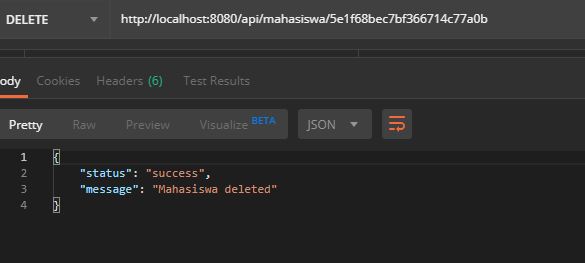 DELETE http://localhost:8080/api/mahasiswa/5e1f68bec7bf366714c77a0b
ody Cookies Headers (6) Test Results
Pretty Raw Preview Visualize BETA JSON
1 {
2 "status": "success",
3 "message": "Mahasiswa deleted"
4 }